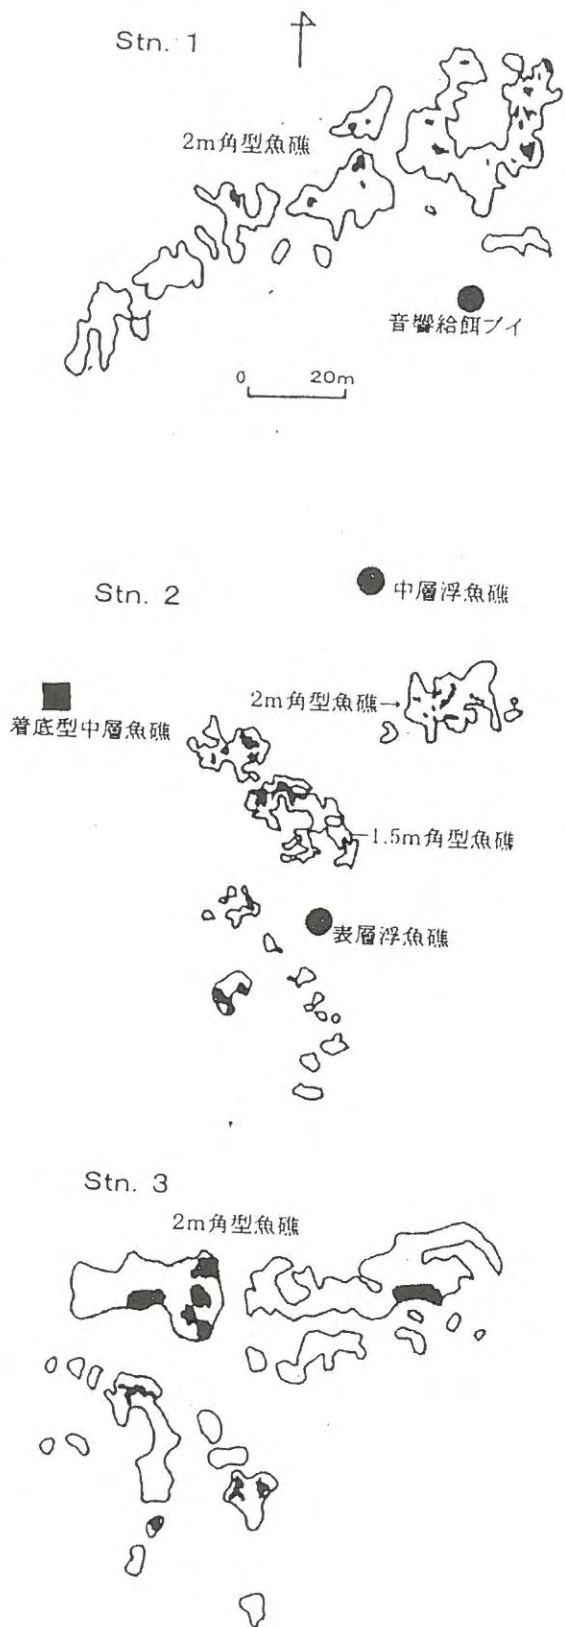 Stn. 1
2m角型魚礁
音響給餌ブイ
0 20m
Stn. 2
中層浮魚礁
2m角型魚礁→
着底型中層魚礁
1.5m角型魚礁
表層浮魚礁
Stn. 3
2m角型魚礁